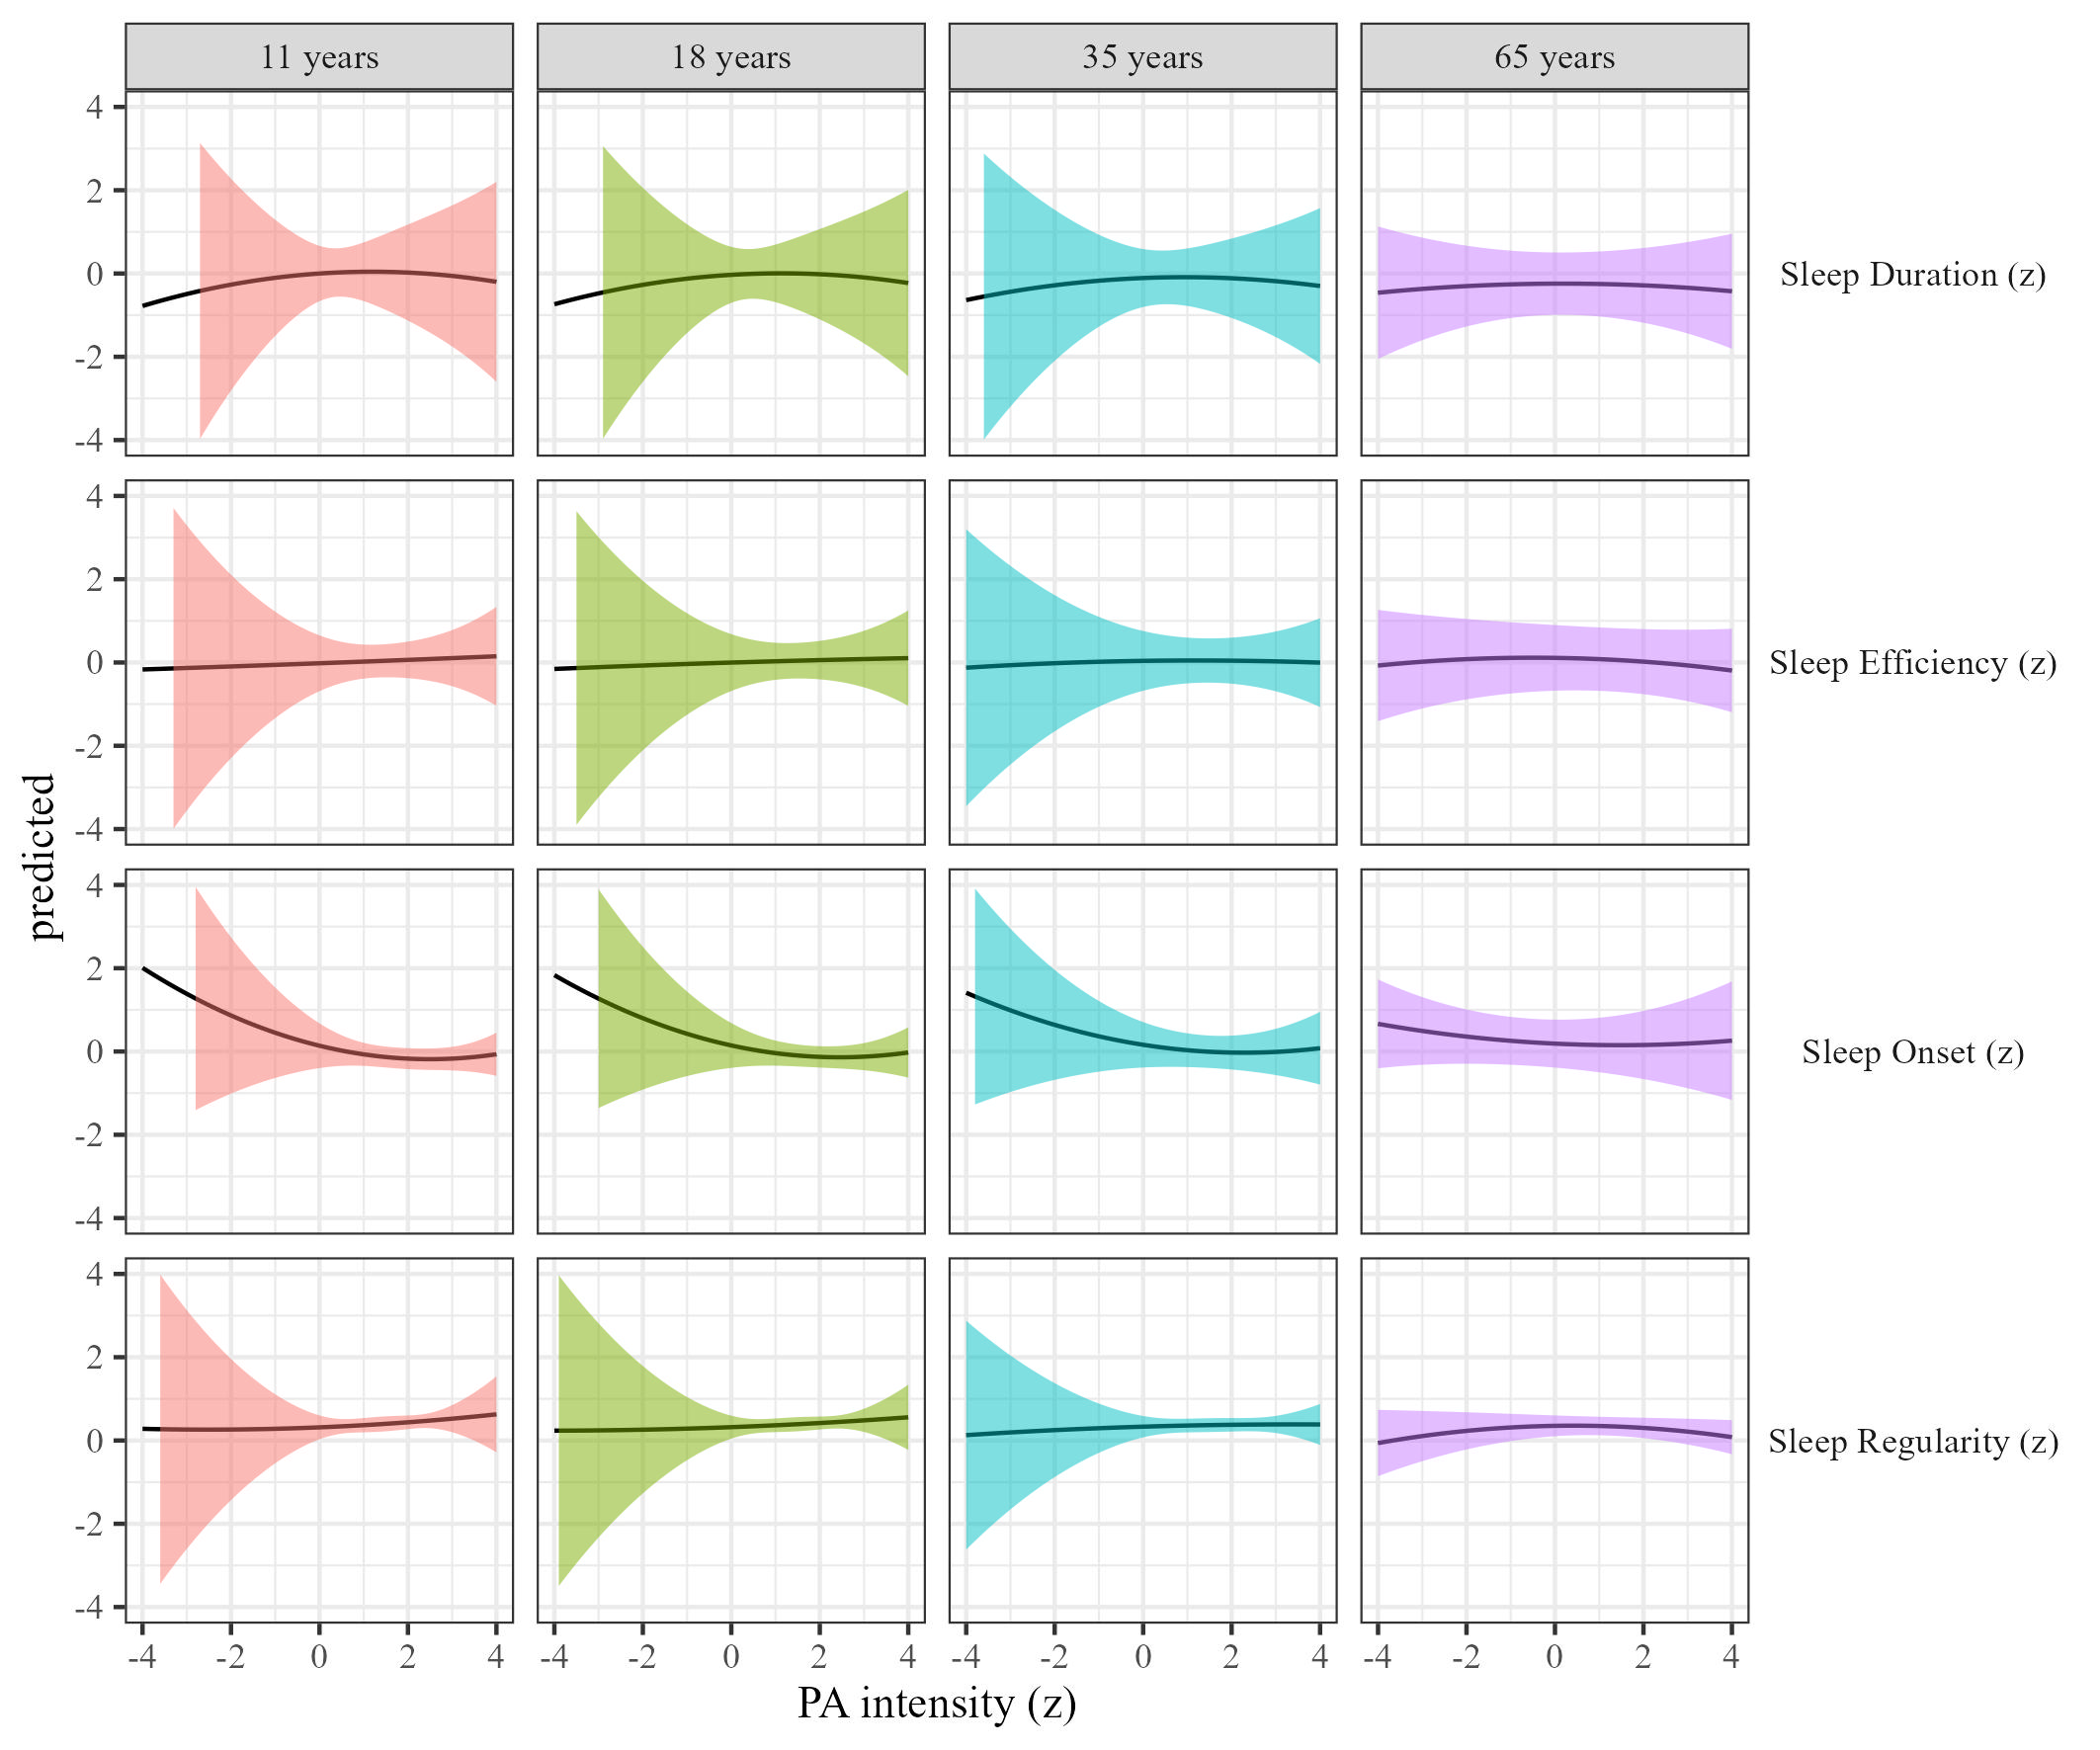 11 years 18 years 35 years 65 years
4
2
0
-2
-4
Sleep Duration (z)
4
2
0
-2
-4
Sleep Efficiency (z)
predicted
4
2
0
-2
-4
Sleep Onset (z)
4
2
0
-2
-4
Sleep Regularity (z)
-4 -2 0 2 4 -4 -2 0 2 4 -4 -2 0 2 4 -4 -2 0 2 4
PA intensity (z)